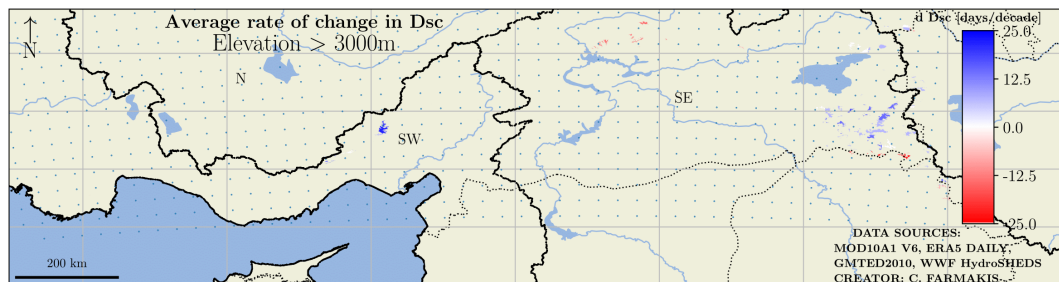 Average rate of change in Dsc
Elevation > 3000m
N
N
SW
SE
d Dsc [days/decade]
25.0
12.5
0.0
-12.5
-25.0
200 km
DATA SOURCES:
MOD10A1 V6, ERA5 DAILY,
GMTED2010, WWF HydroSHEDS
CREATOR: C. FARMAKIS